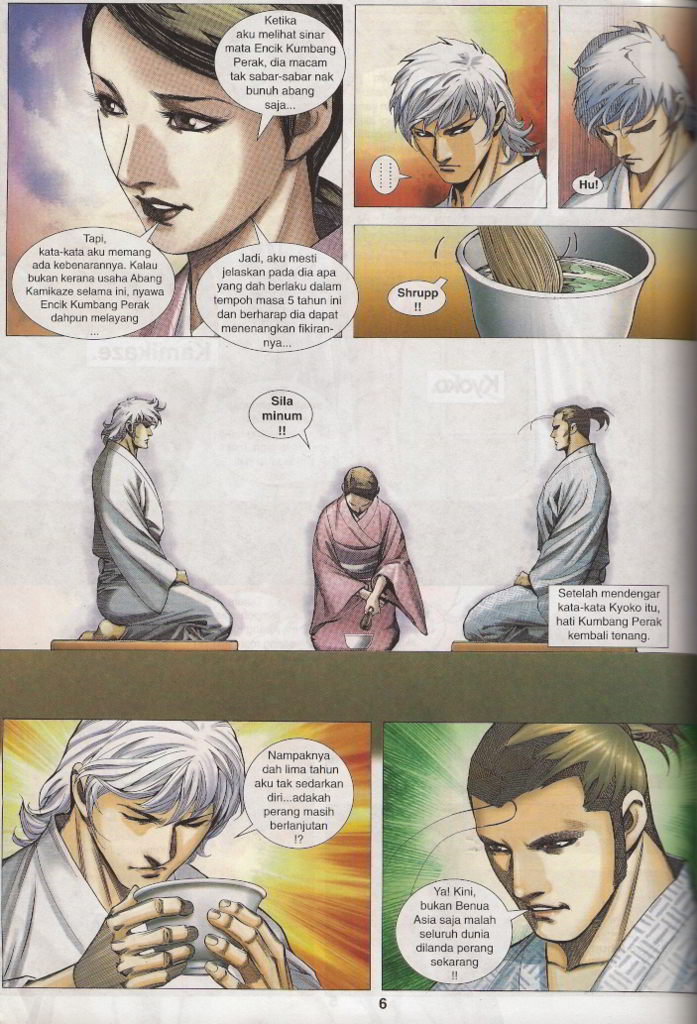 Ketika
aku melihat sinar
mata Encik Kumbang
Perak, dia macam
tak sabar-sabar nak
bunuh abang
saja...
Tapi,
kata-kata aku memang
ada kebenarannya. Kalau
bukan kerana usaha Abang
Kamikaze selama ini, nyawa
Encik Kumbang Perak
dahpun melayang
...
Jadi, aku mesti
jelaskan pada dia apa
yang dah berlaku dalam
tempoh masa 5 tahun ini
dan berharap dia dapat
menenangkan fikiran-
nya...
Hu!
Shrupp
!!
Sila
minum
!!
Setelah mendengar
kata-kata Kyoko itu,
hati Kumbang Perak
kembali tenang.
Nampaknya
dah lima tahun
aku tak sedarkan
diri...adakah
perang masih
berlanjutan
!?
Ya! Kini,
bukan Benua
Asia saja malah
seluruh dunia
dilanda perang
sekarang
!!
6